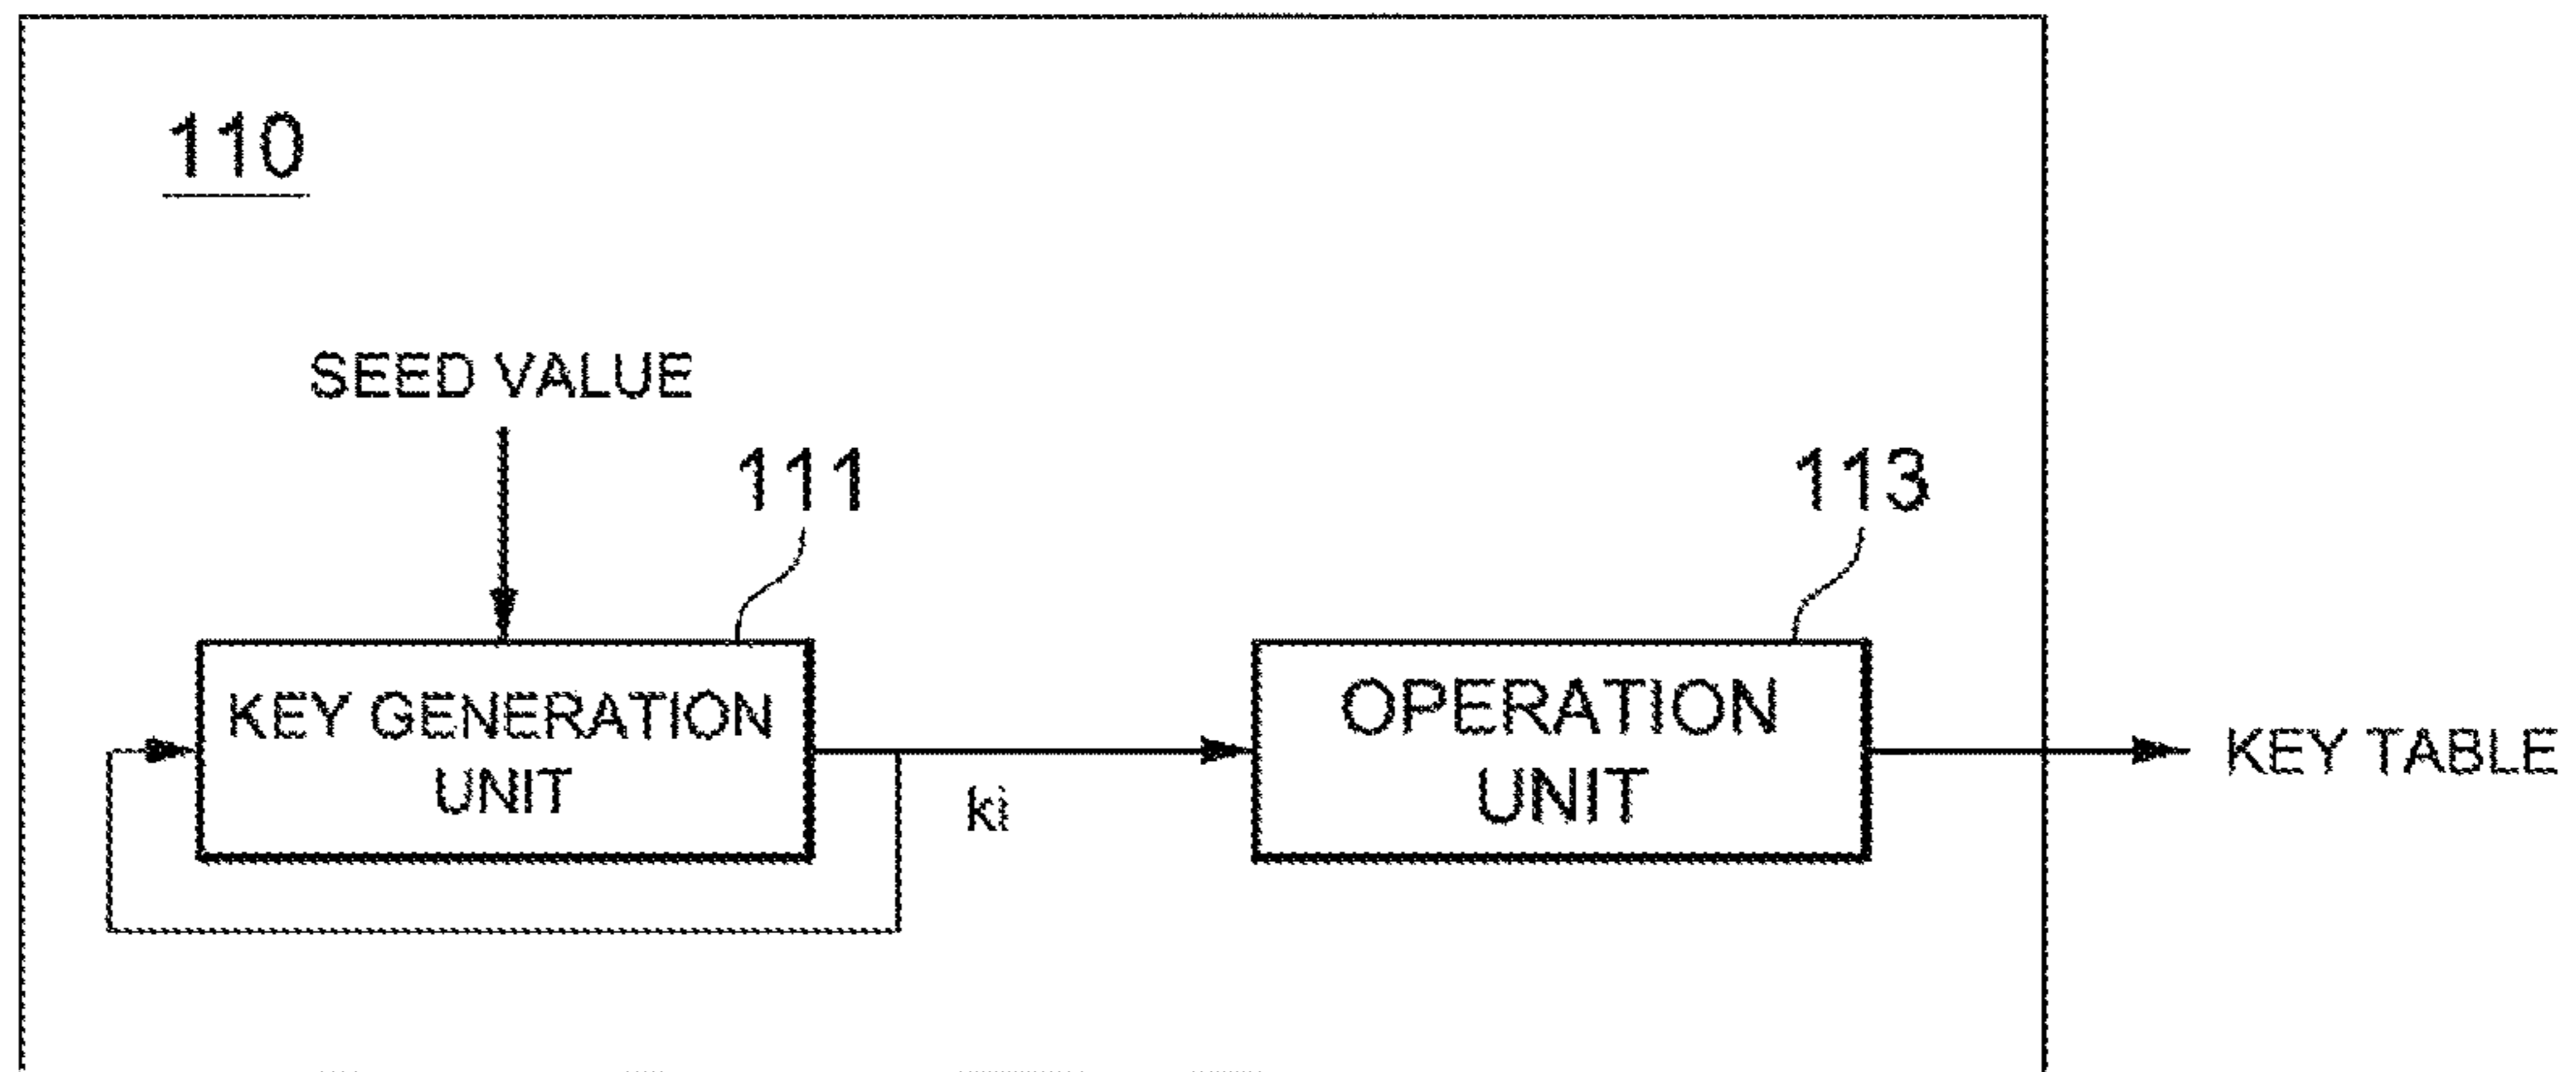 110
SEED VALUE
111
113
KEY GENERATION
UNIT
ki
OPERATION
UNIT
KEY TABLE